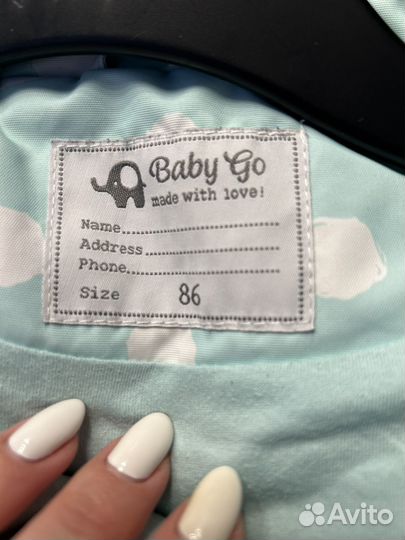 Baby Go
made with love!
Name
Address
Phone
Size 86
Avito